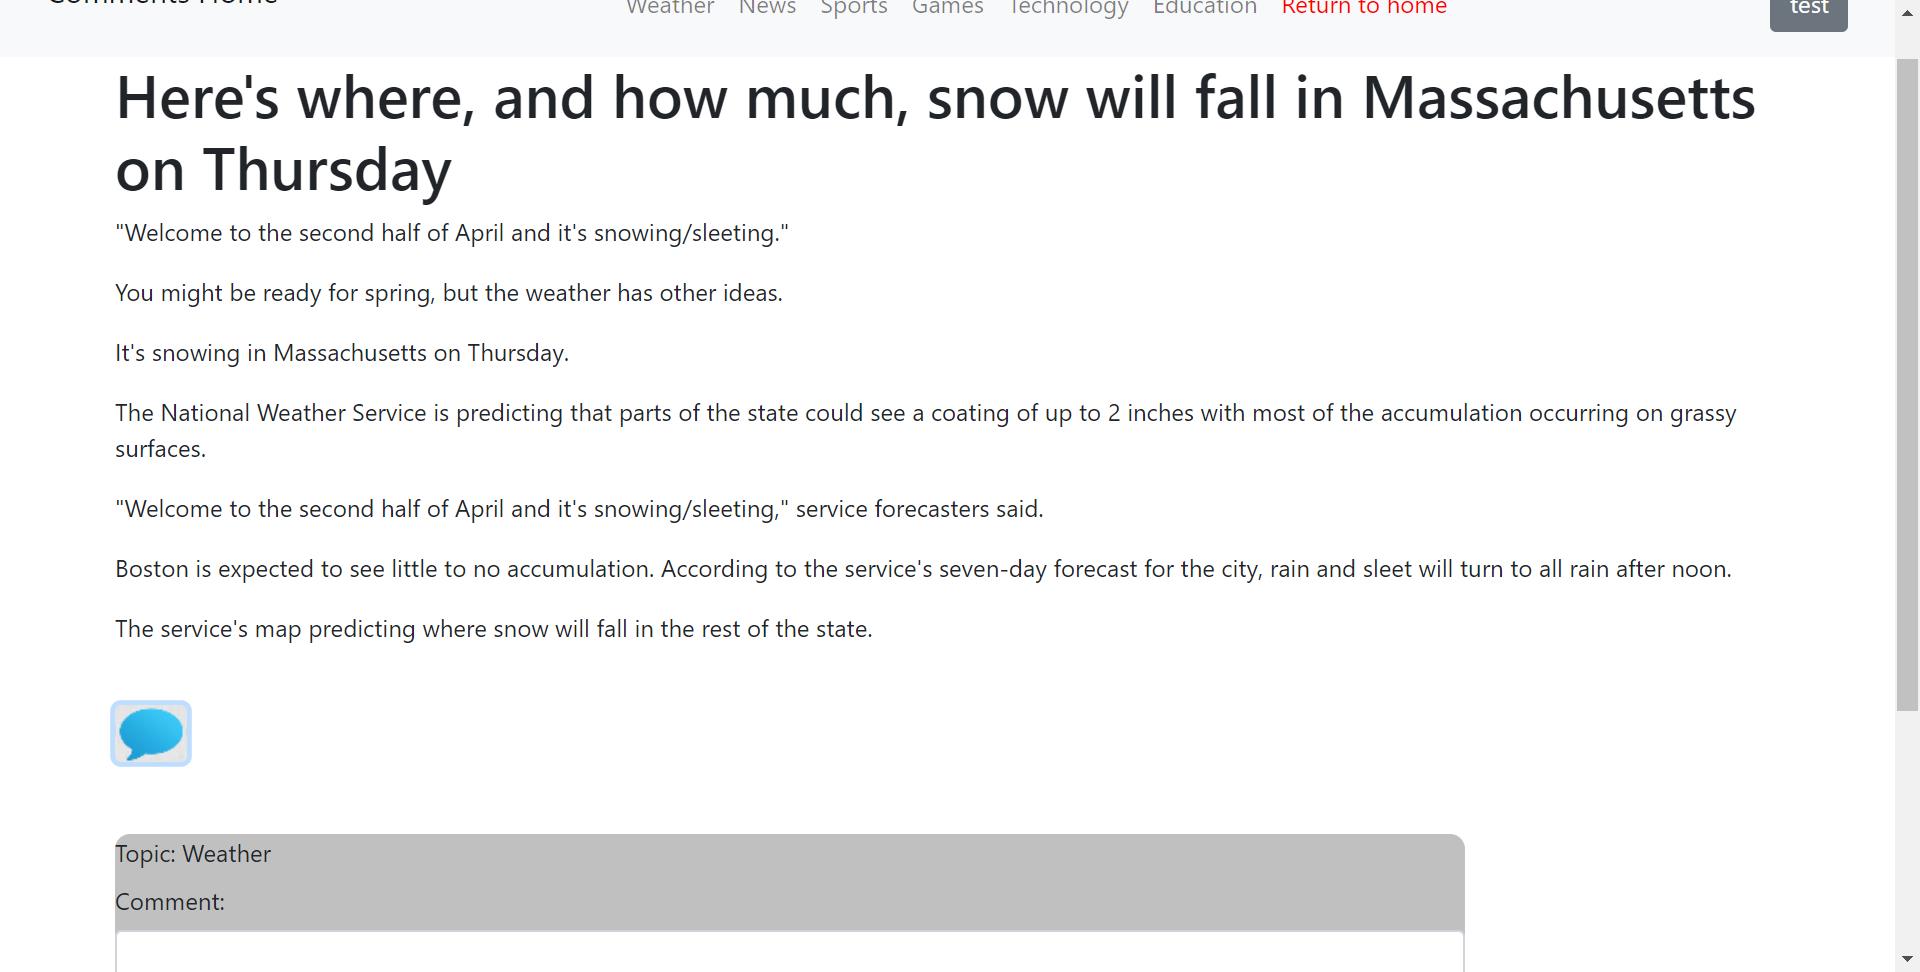 Comments Home
Weather News Sports Games Technology Education Return to home
test
Here's where, and how much, snow will fall in Massachusetts
on Thursday
"Welcome to the second half of April and it's snowing/sleeting."
You might be ready for spring, but the weather has other ideas.
It's snowing in Massachusetts on Thursday.
The National Weather Service is predicting that parts of the state could see a coating of up to 2 inches with most of the accumulation occurring on grassy
surfaces.
"Welcome to the second half of April and it's snowing/sleeting," service forecasters said.
Boston is expected to see little to no accumulation. According to the service's seven-day forecast for the city, rain and sleet will turn to all rain after noon.
The service's map predicting where snow will fall in the rest of the state.
Topic: Weather
Comment: